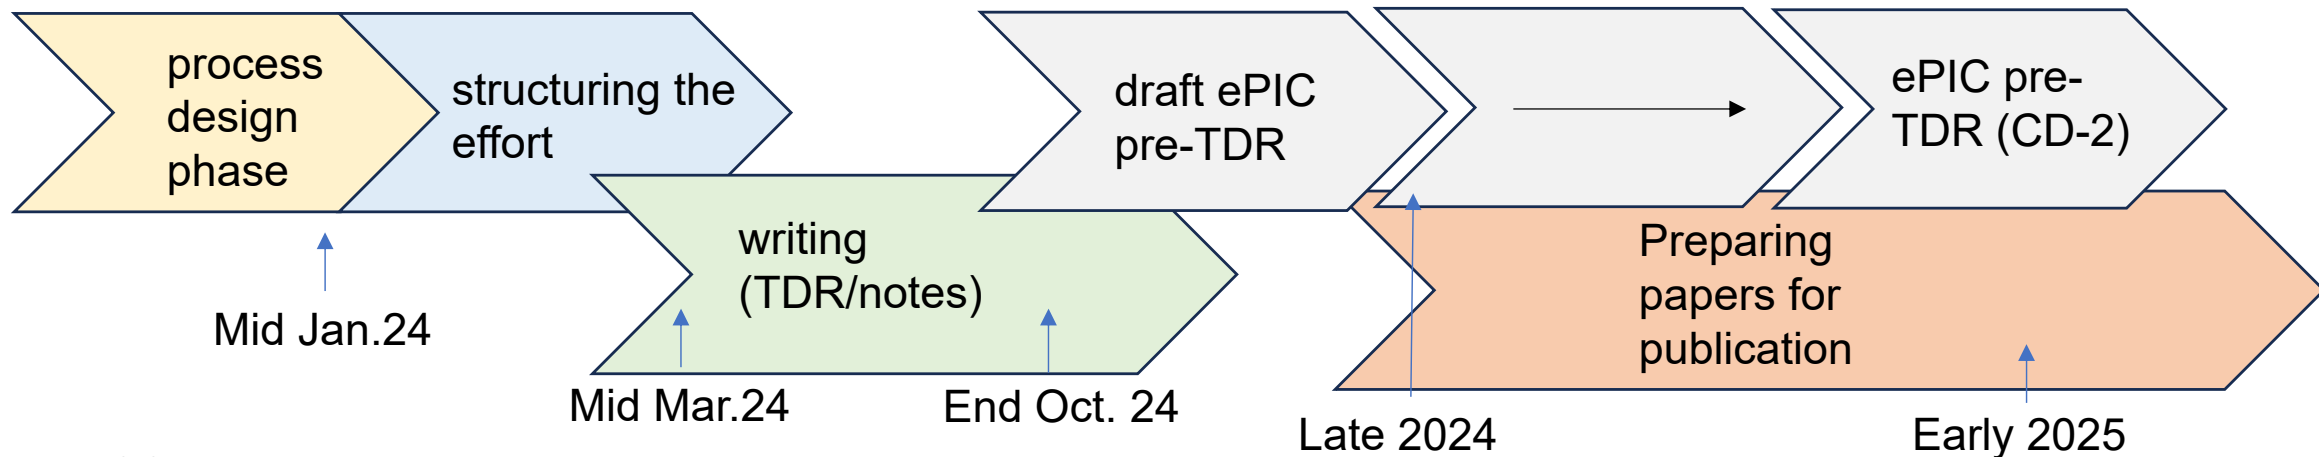 process
design
phase
structuring the
effort
draft ePIC
pre-TDR
ePIC pre-
TDR (CD-2)
writing
(TDR/notes)
Preparing
papers for
publication
Mid Jan.24
Mid Mar.24
End Oct. 24
Late 2024
Early 2025